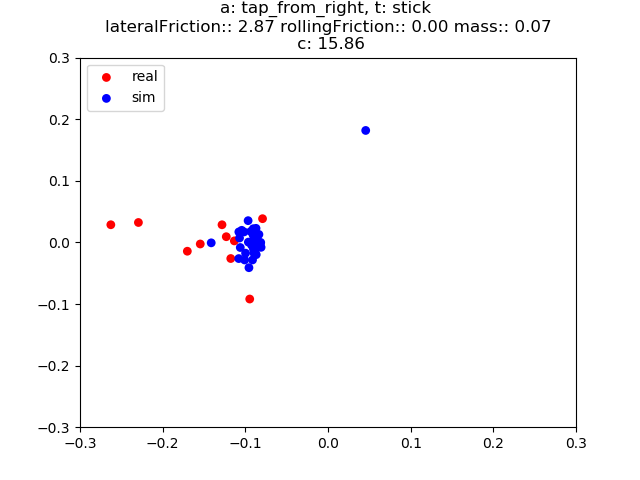 a: tap_from_right, t: stick
lateralFriction:: 2.87 rollingFriction:: 0.00 mass:: 0.07
c: 15.86
real
sim
0.3
0.2
0.1
0.0
−0.1
−0.2
−0.3
−0.3 −0.2 −0.1 0.0 0.1 0.2 0.3